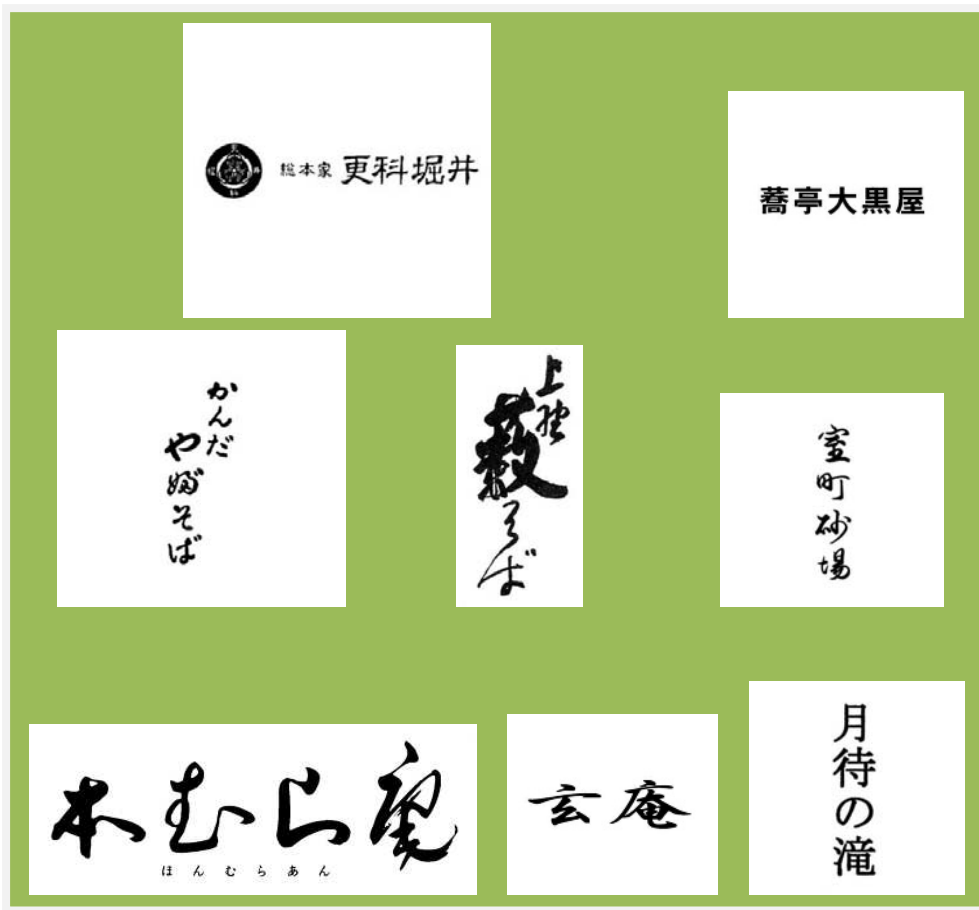 総本家 更科堀井
蕎亭大黒屋
かんだ
やぶそば
上野
藪そば
室町砂場
本むら庵
ほんむらあん
玄庵
月待の滝